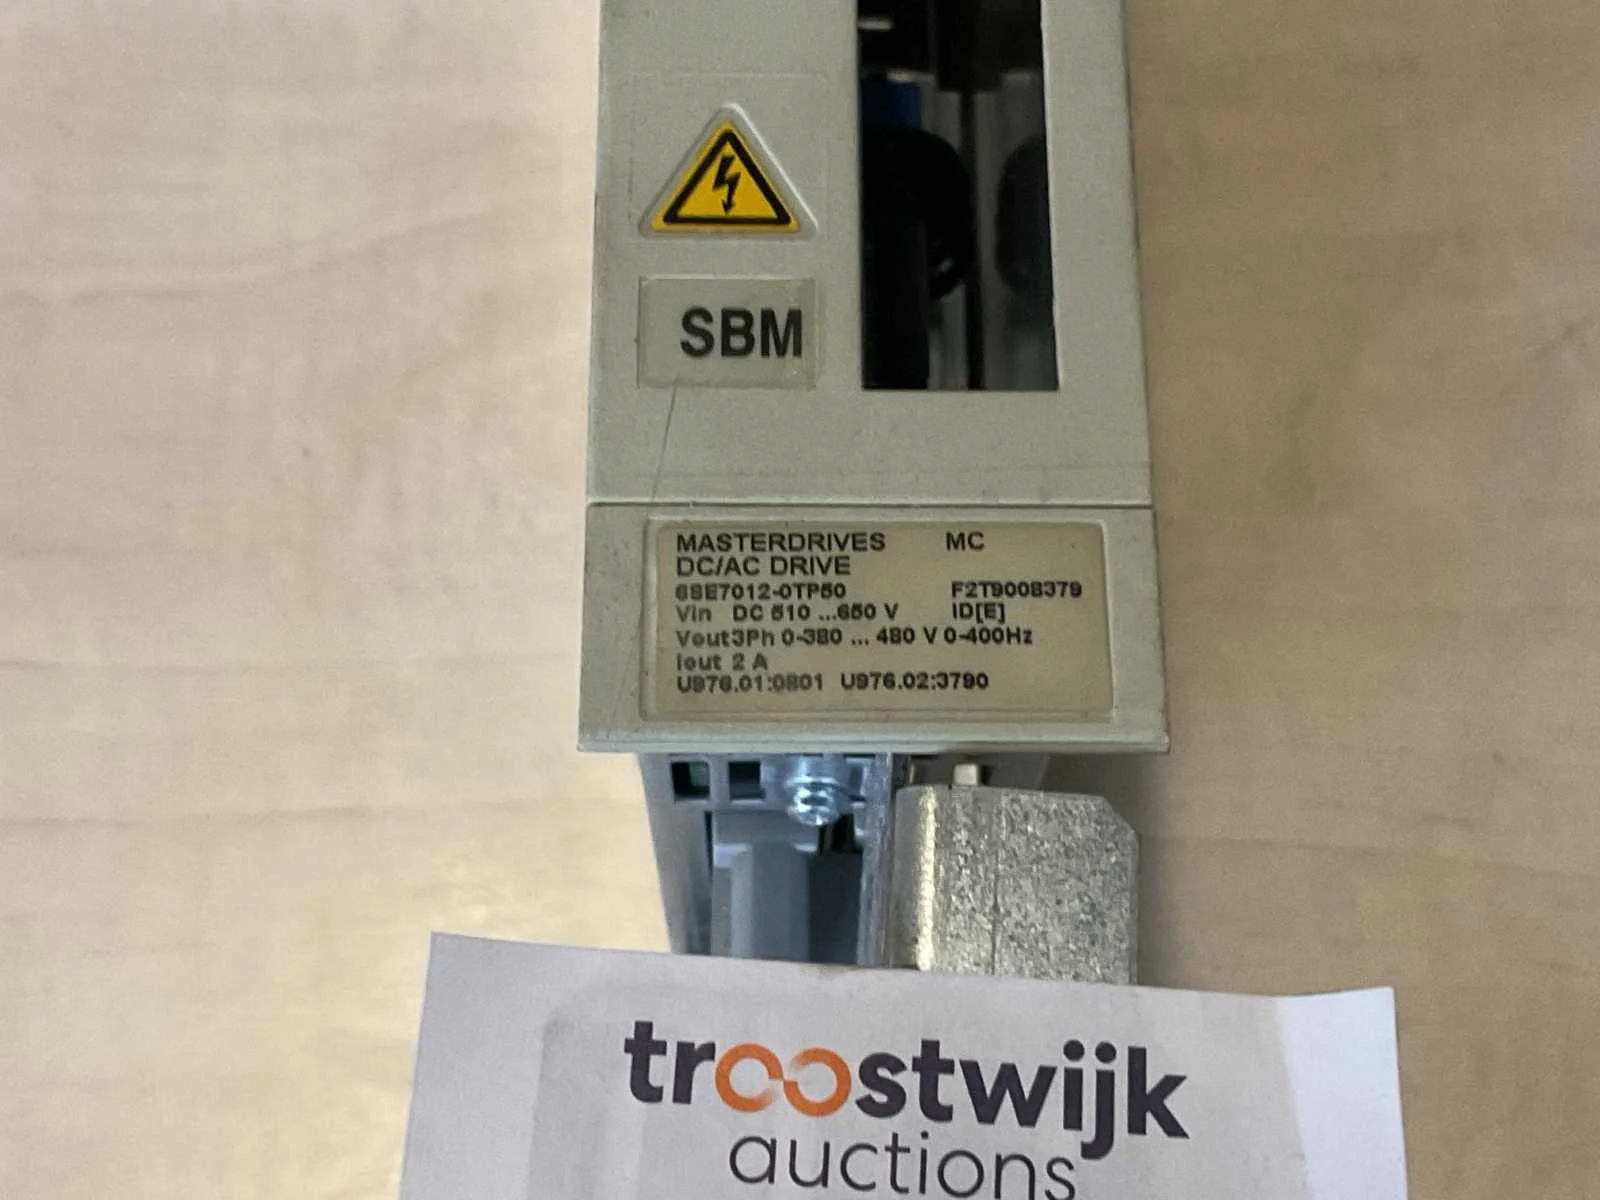 SBM
MASTERDRIVES MC
DC/AC DRIVE
6SE7012-0TP50 F2T9008379
Vin DC 510 ...650 V ID[E]
Vout3Ph 0-380 ... 480 V 0-400Hz
Iout 2 A
U976.01:0801 U976.02:3790
troostwijk
auctions